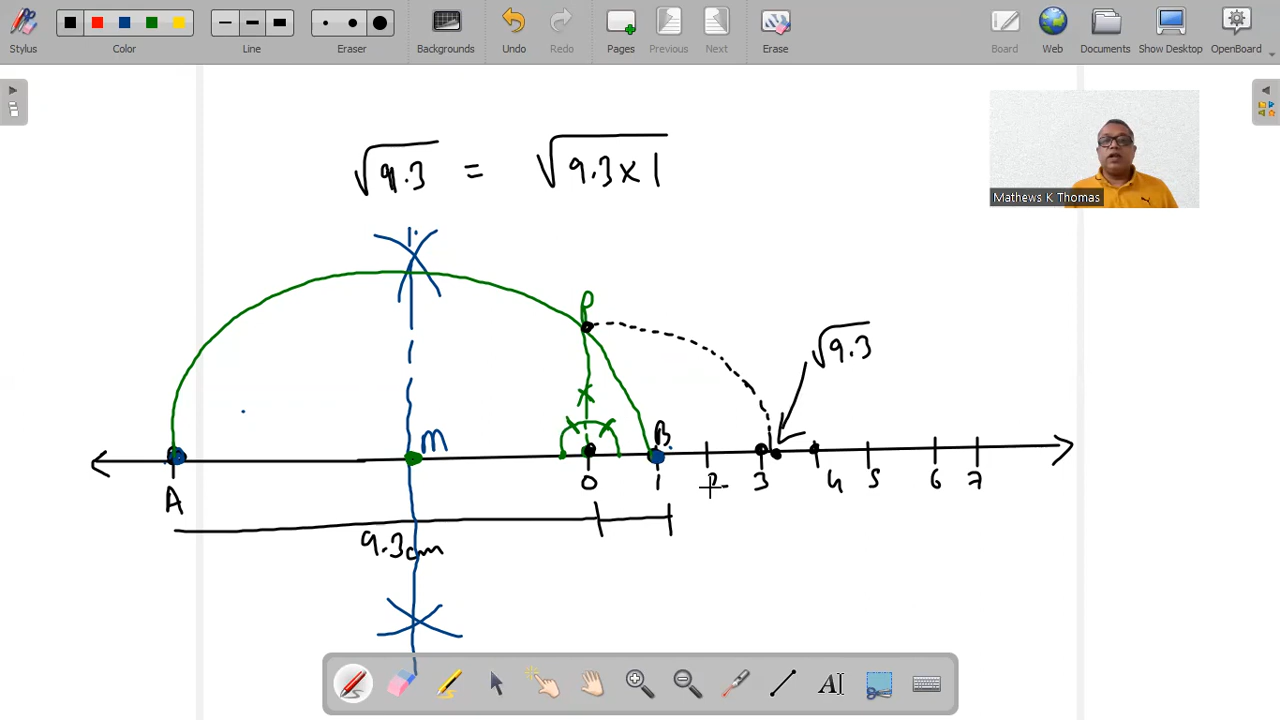 Stylus Color Line Eraser Backgrounds Undo Redo Pages Previous Next Erase Board Web Documents Show Desktop OpenBoard
√9.3 = √9.3×1
Mathews K Thomas
P
√9.3
M
B
A
0 1 2 3 4 5 6 7
9.3cm
AI